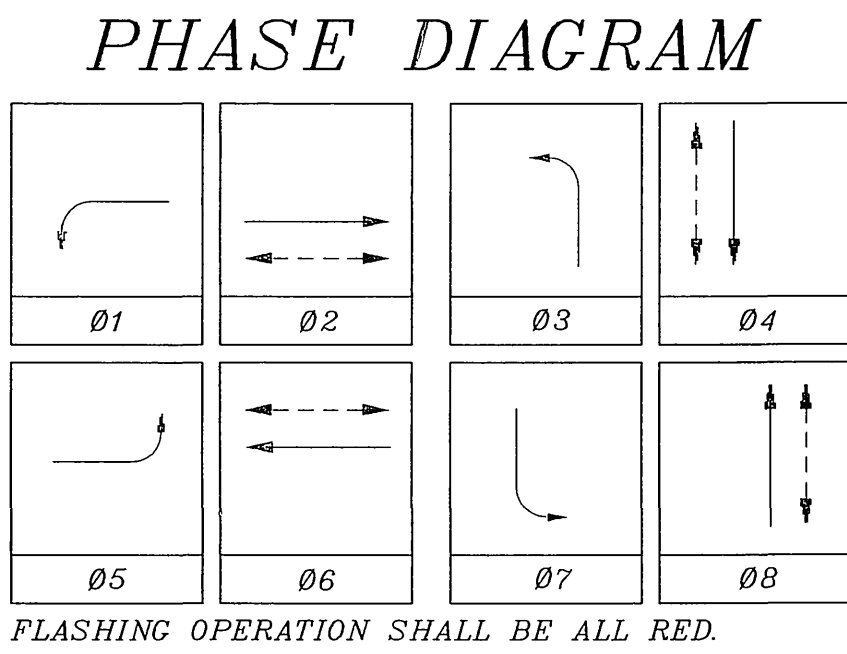 PHASE DIAGRAM
Ø1 Ø2 Ø3 Ø4
Ø5 Ø6 Ø7 Ø8
FLASHING OPERATION SHALL BE ALL RED.